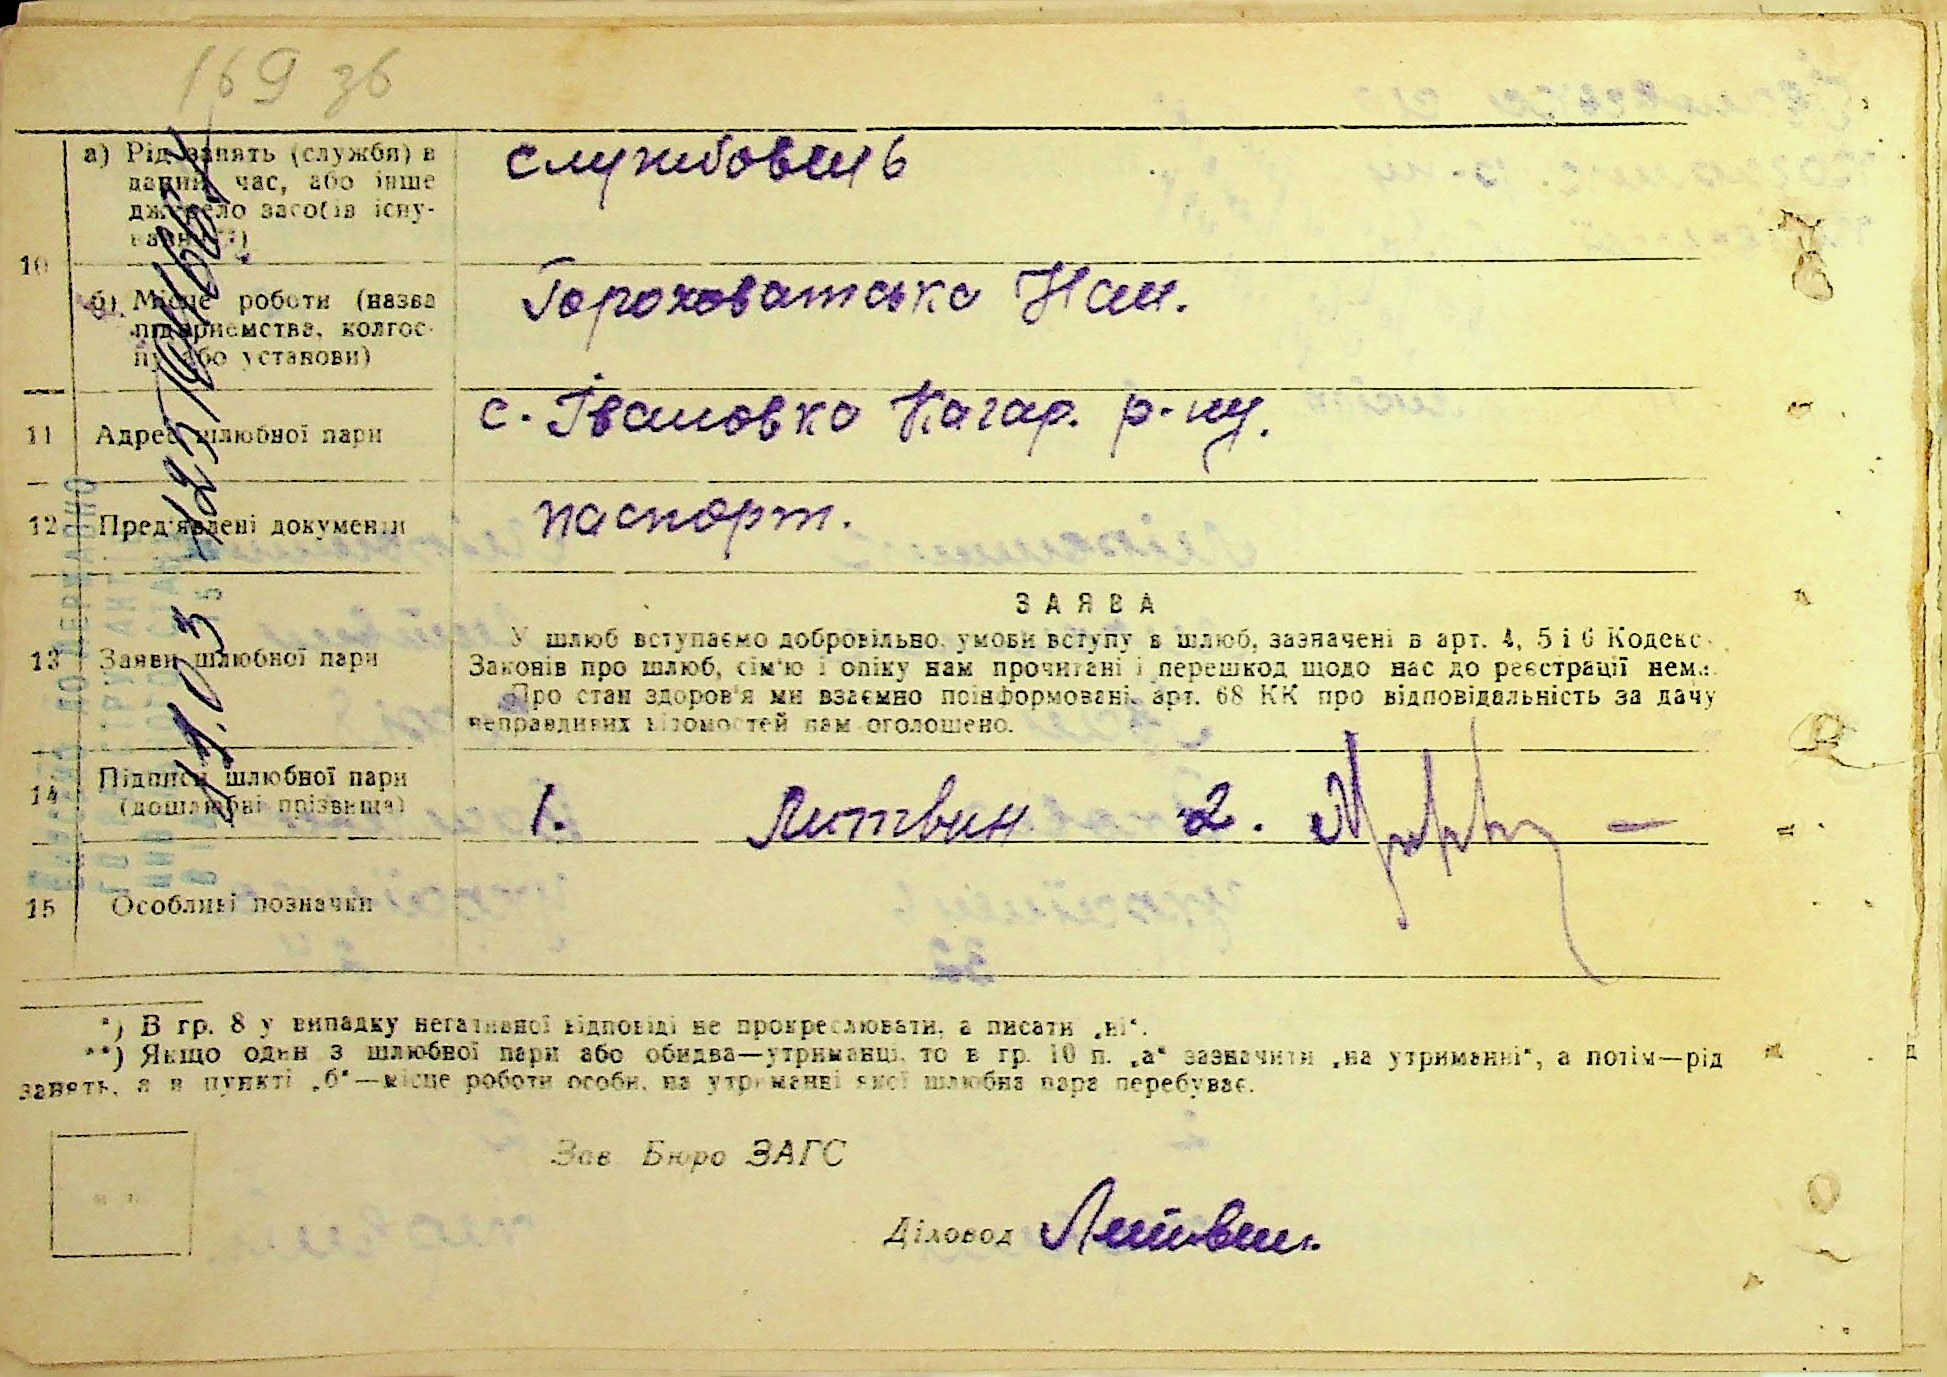 169 зв
10
а) Рід занять (служби) в
даний час, або інше
джерело засобів існу-
вання**)
службовець
б) Місце роботи (назва
підприємства, колгос-
пу або установи)
Гороховатська Нсш.
11 Адреса шлюбної пари
с. Івановка Кагар. р-ну.
12 Пред'явлені документи
паспорт.
13 Заяви шлюбної пари
ЗАЯВА
У шлюб вступаємо добровільно, умови вступу в шлюб, зазначені в арт. 4, 5 і 6 Кодекс
Законів про шлюб, сім'ю і опіку нам прочитані і перешкод щодо нас до реєстрації нема.
Про стан здоров'я ми взаємно поінформовані, арт. 68 КК про відповідальність за дачу
неправдивих відомостей нам оголошено.
14 Підписи шлюбної пари
(дошлюбні прізвища)
1. Литвин 2.
15 Особливі позначки
*) В гр. 8 у випадку негативної відповіді не прокреслювати, а писати „ні“.
**) Якщо один з шлюбної пари або обидва—утриманці, то в гр. 10 п. „а“ зазначити „на утриманні“, а потім—рід
занять, а в пункті „б“—місце роботи особи, на утриманні якої шлюбна пара перебуває.
М. П.
Зав Бюро ЗАГС
Діловод Литвин.